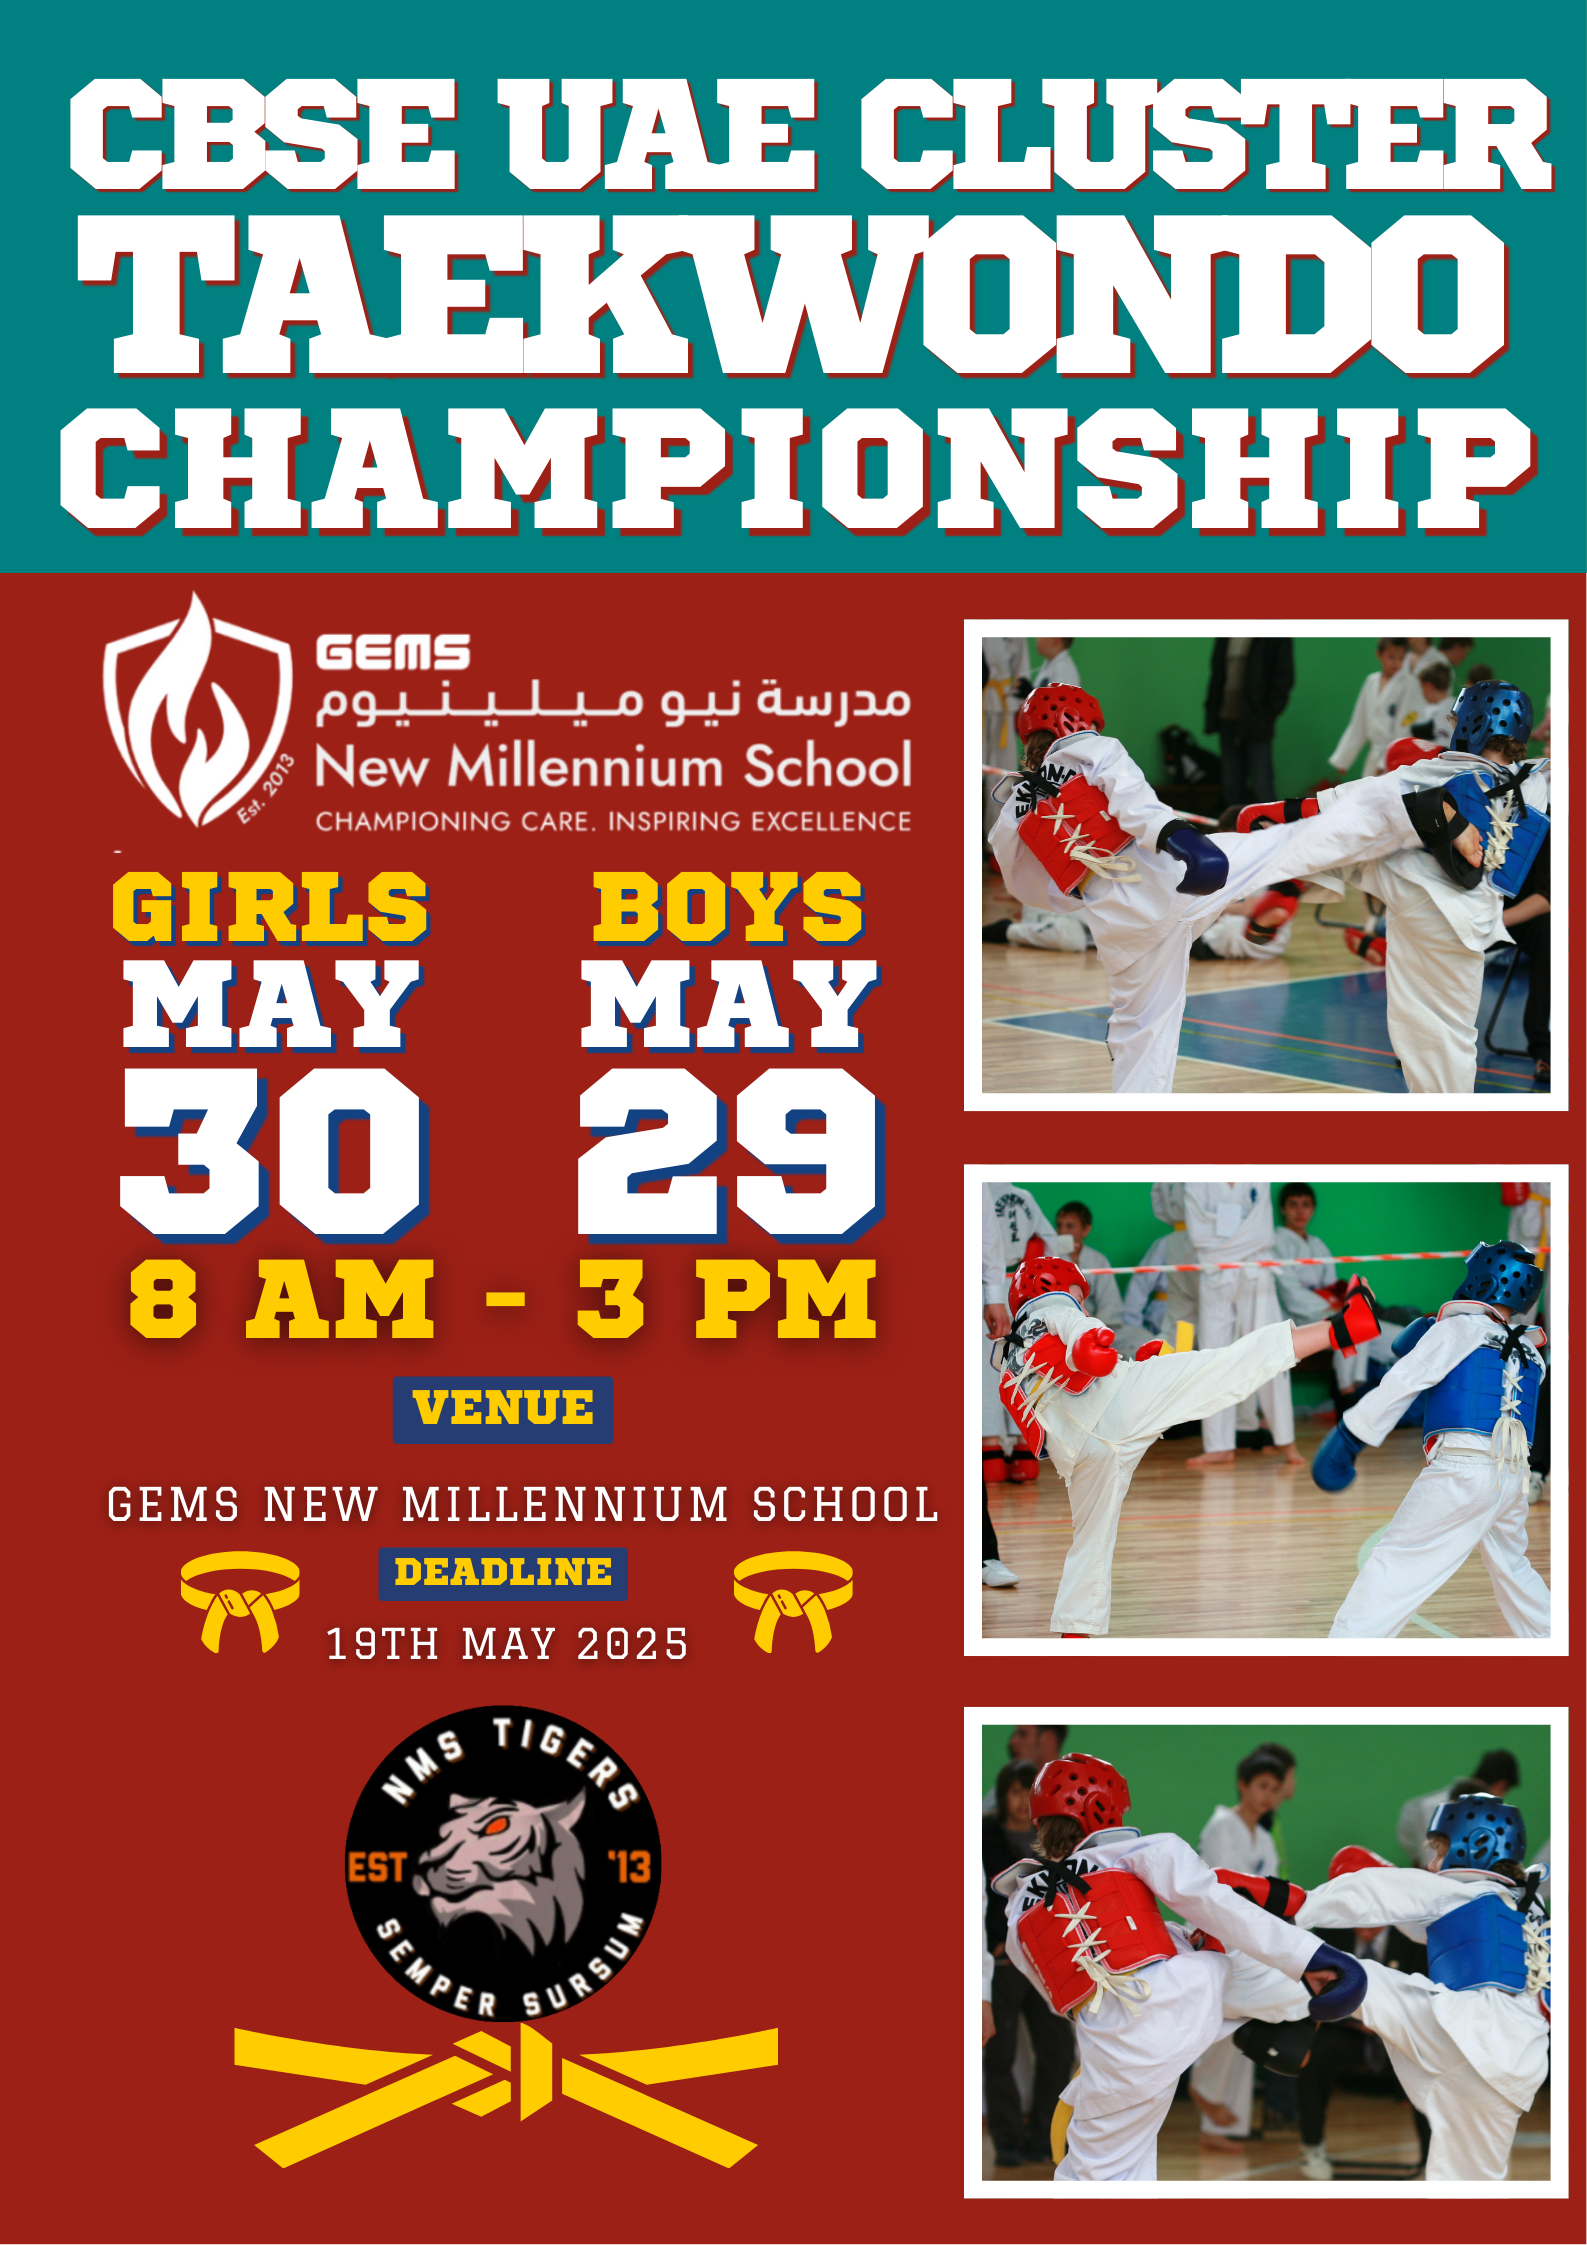 CBSE UAE CLUSTER
TAEKWONDO
CHAMPIONSHIP
GEMS
مدرسة نيو ميلينيوم
New Millennium School
CHAMPIONING CARE. INSPIRING EXCELLENCE
Est. 2013
-
GIRLS
MAY
30
BOYS
MAY
29
8 AM - 3 PM
VENUE
GEMS NEW MILLENNIUM SCHOOL
DEADLINE
19TH MAY 2025
NMS TIGERS
EST '13
SEMPER SURSUM